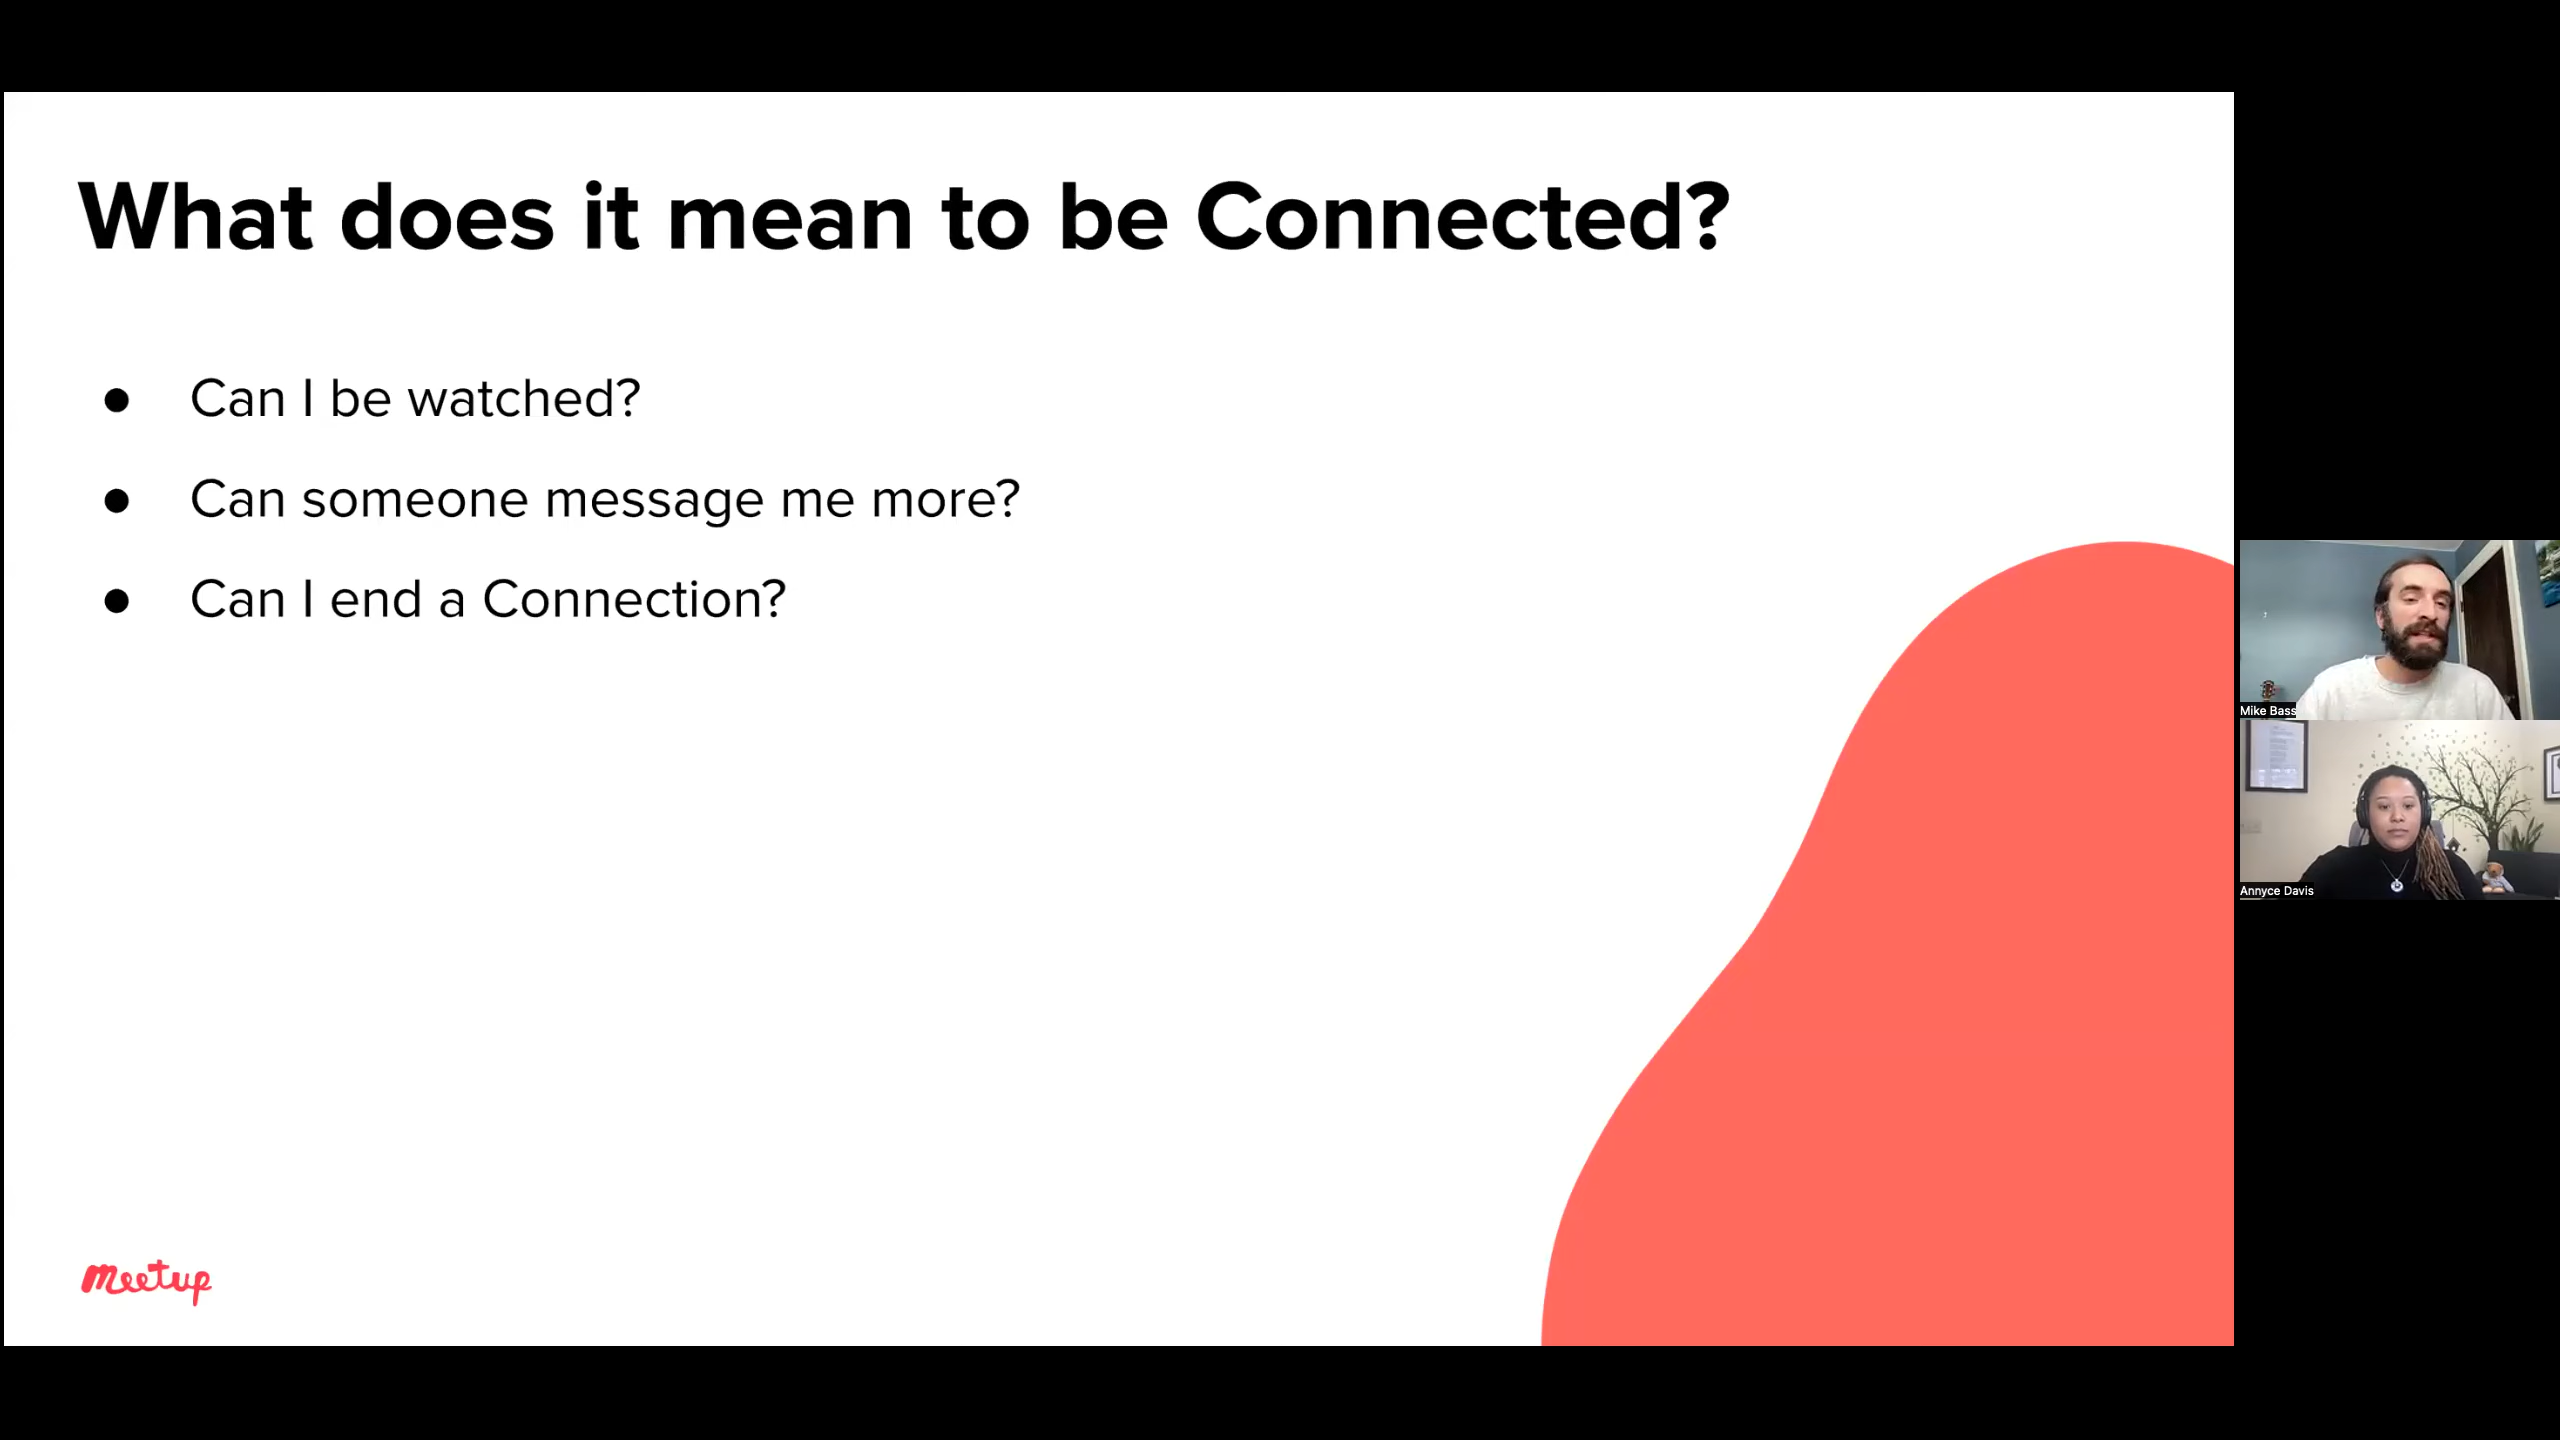 What does it mean to be Connected?
● Can I be watched?
● Can someone message me more?
● Can I end a Connection?
meetup
Mike Bass
Annyce Davis